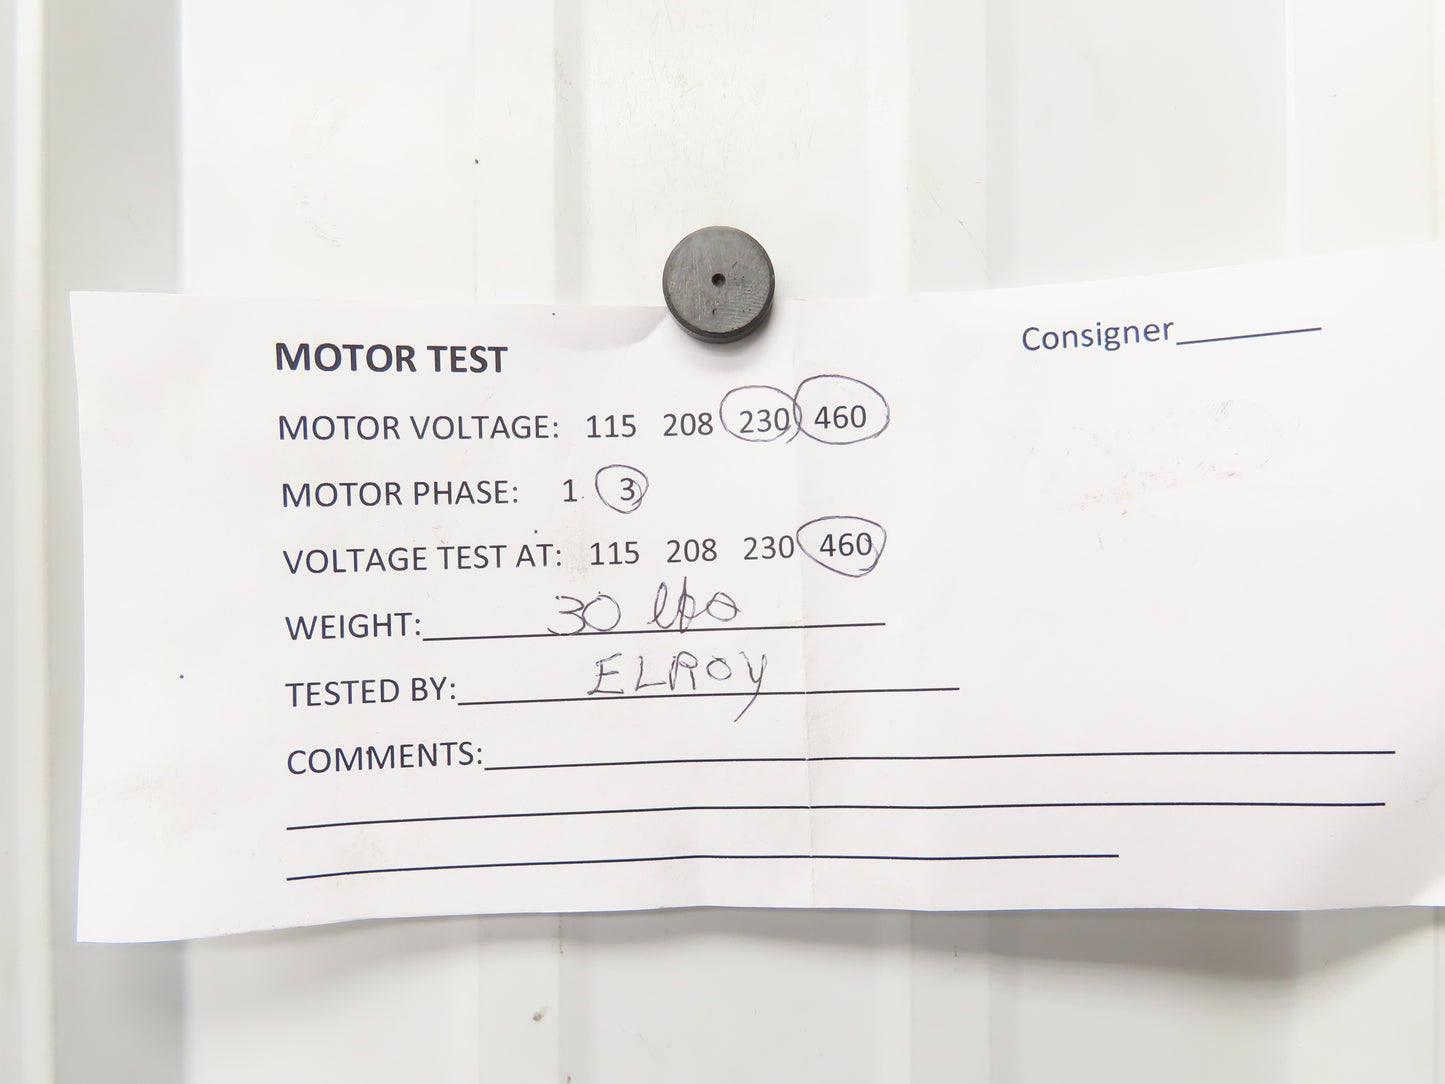 MOTOR TEST
Consigner
MOTOR VOLTAGE: 115 208 230 460
MOTOR PHASE: 1 3
VOLTAGE TEST AT: 115 208 230 460
WEIGHT: 30 lbs
TESTED BY: ELROY
COMMENTS: